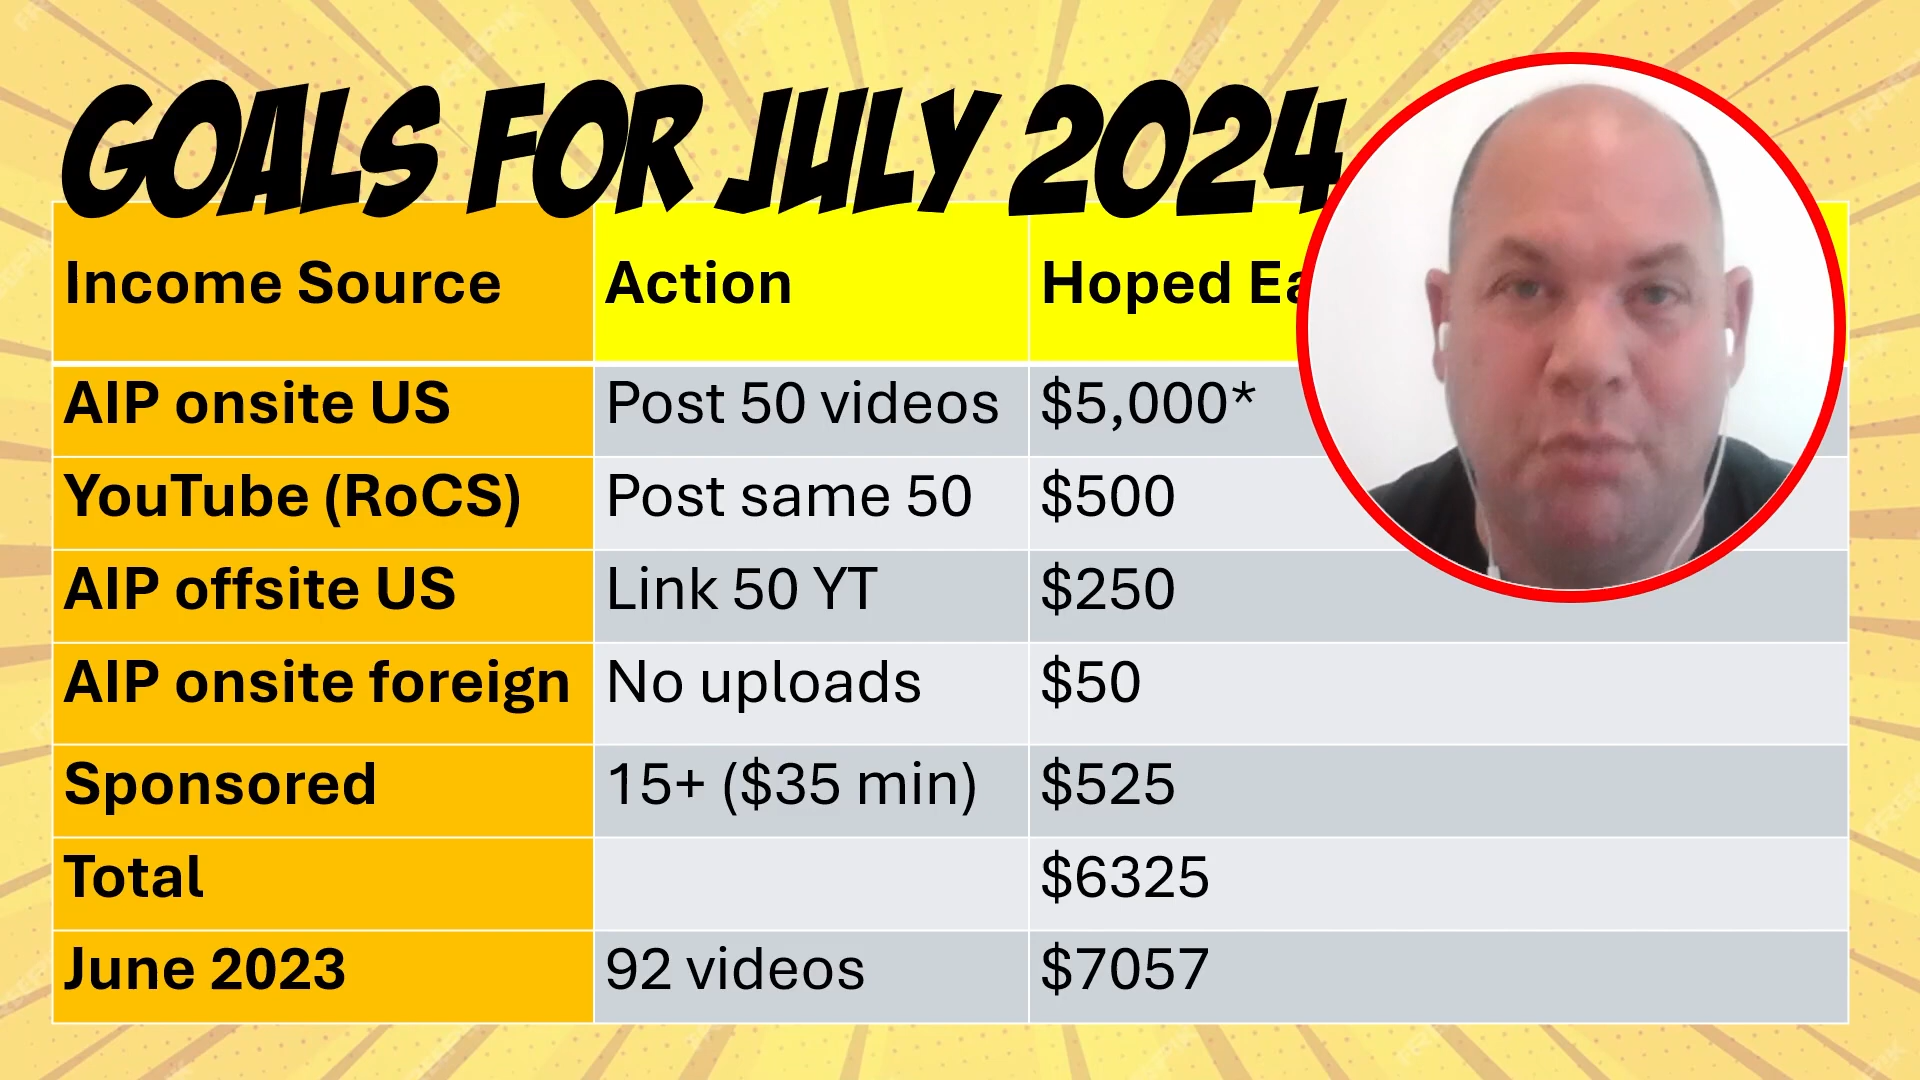 GOALS FOR JULY 2024
Income Source Action Hoped Ea
AIP onsite US Post 50 videos $5,000*
YouTube (RoCS) Post same 50 $500
AIP offsite US Link 50 YT $250
AIP onsite foreign No uploads $50
Sponsored 15+ ($35 min) $525
Total $6325
June 2023 92 videos $7057